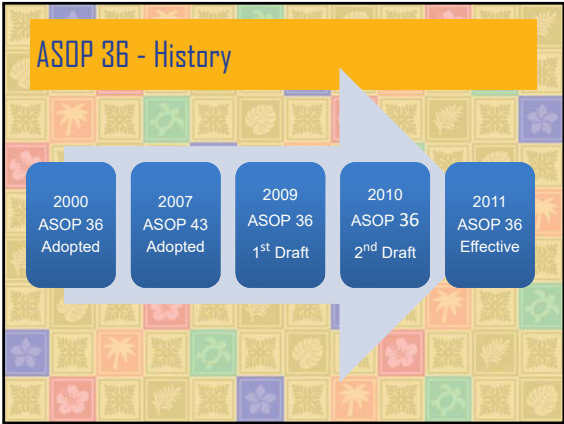 ASOP 36 - History
2000
ASOP 36
Adopted
2007
ASOP 43
Adopted
2009
ASOP 36
1st Draft
2010
ASOP 36
2nd Draft
2011
ASOP 36
Effective